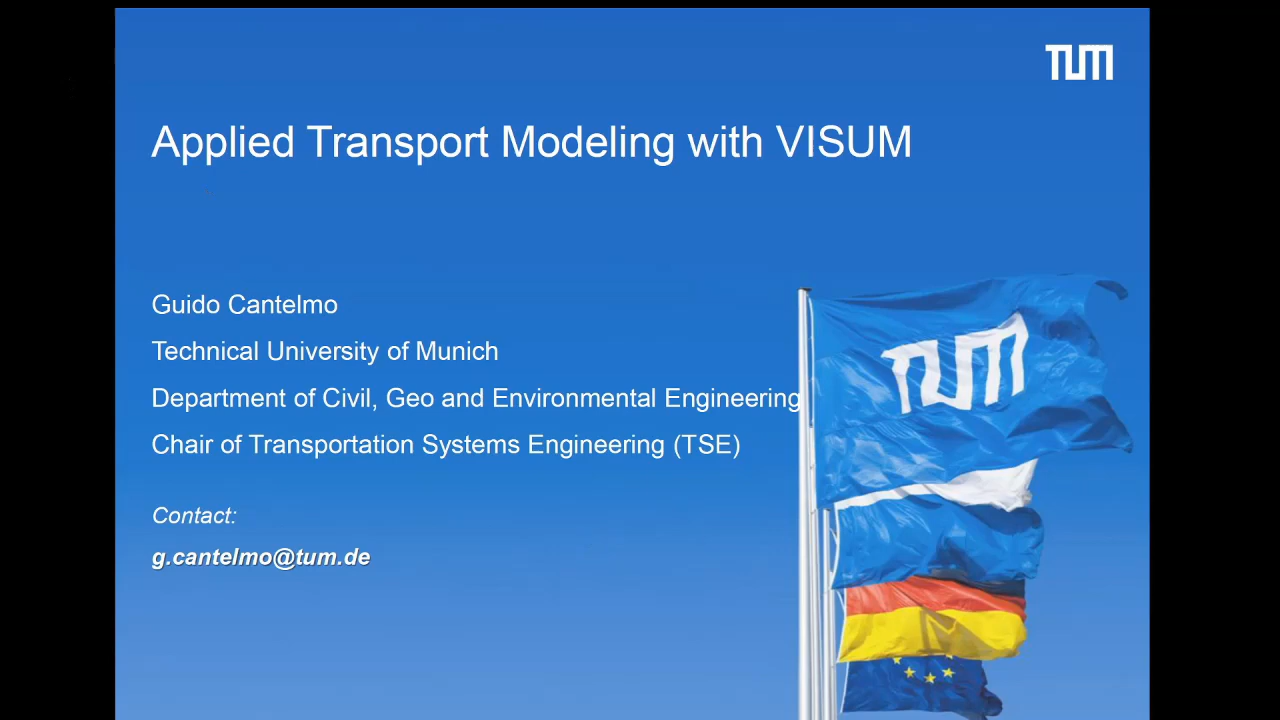 TUM
Applied Transport Modeling with VISUM
Guido Cantelmo
Technical University of Munich
Department of Civil, Geo and Environmental Engineering
Chair of Transportation Systems Engineering (TSE)
Contact:
g.cantelmo@tum.de
TUM